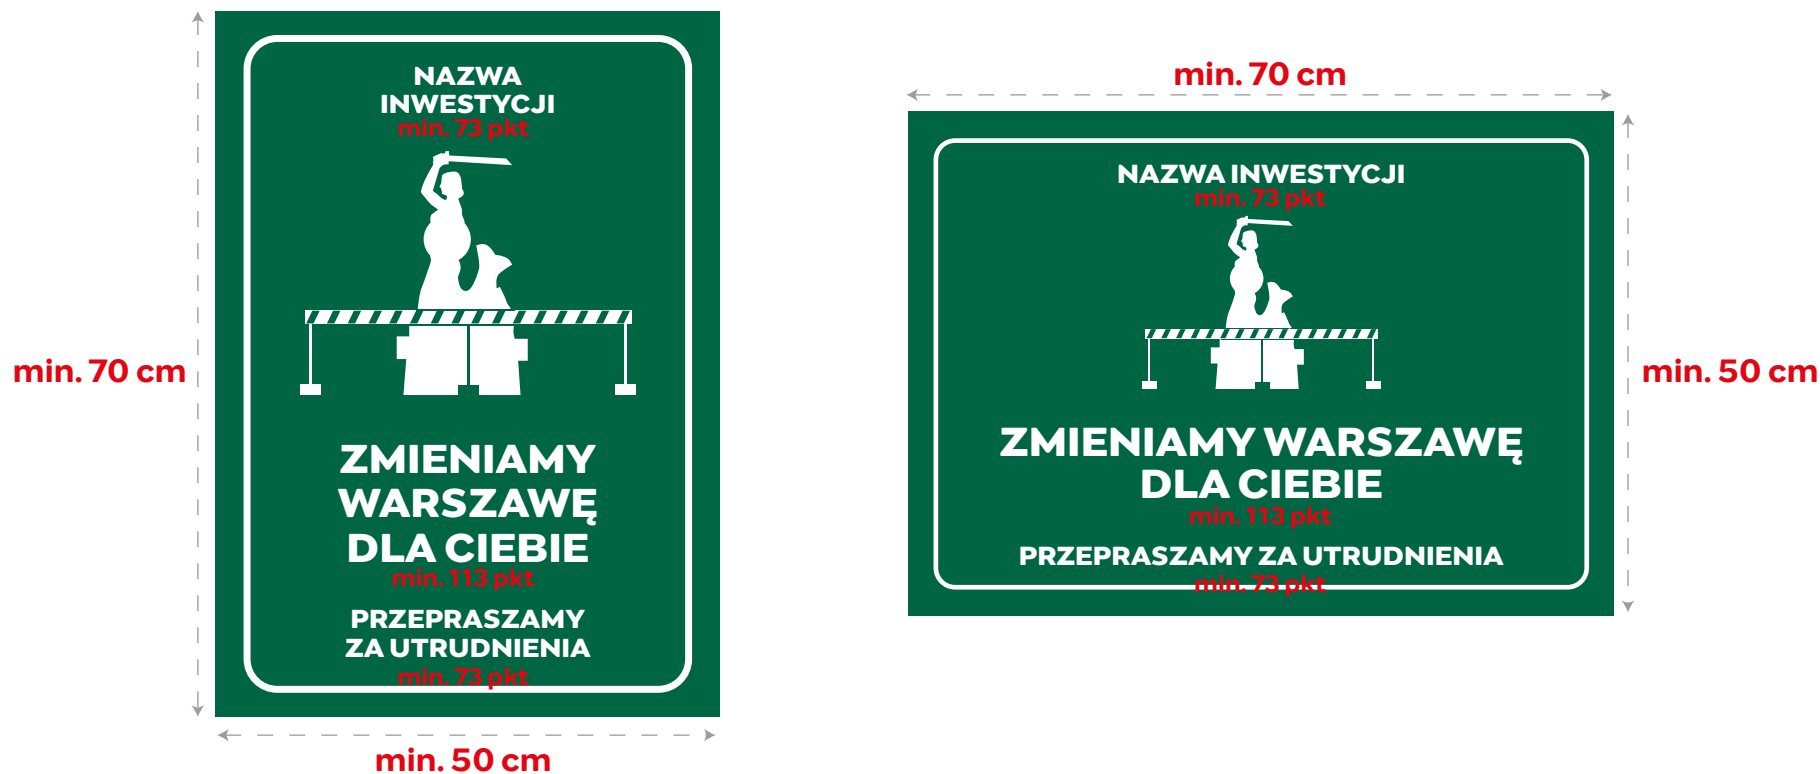 NAZWA
INWESTYCJI
min. 73 pkt
min. 70 cm
ZMIENIAMY
WARSZAWĘ
DLA CIEBIE
min. 113 pkt
PRZEPRASZAMY
ZA UTRUDNIENIA
min. 73 pkt
min. 50 cm
min. 70 cm
NAZWA INWESTYCJI
min. 73 pkt
min. 50 cm
ZMIENIAMY WARSZAWĘ
DLA CIEBIE
min. 113 pkt
PRZEPRASZAMY ZA UTRUDNIENIA
min. 73 pkt